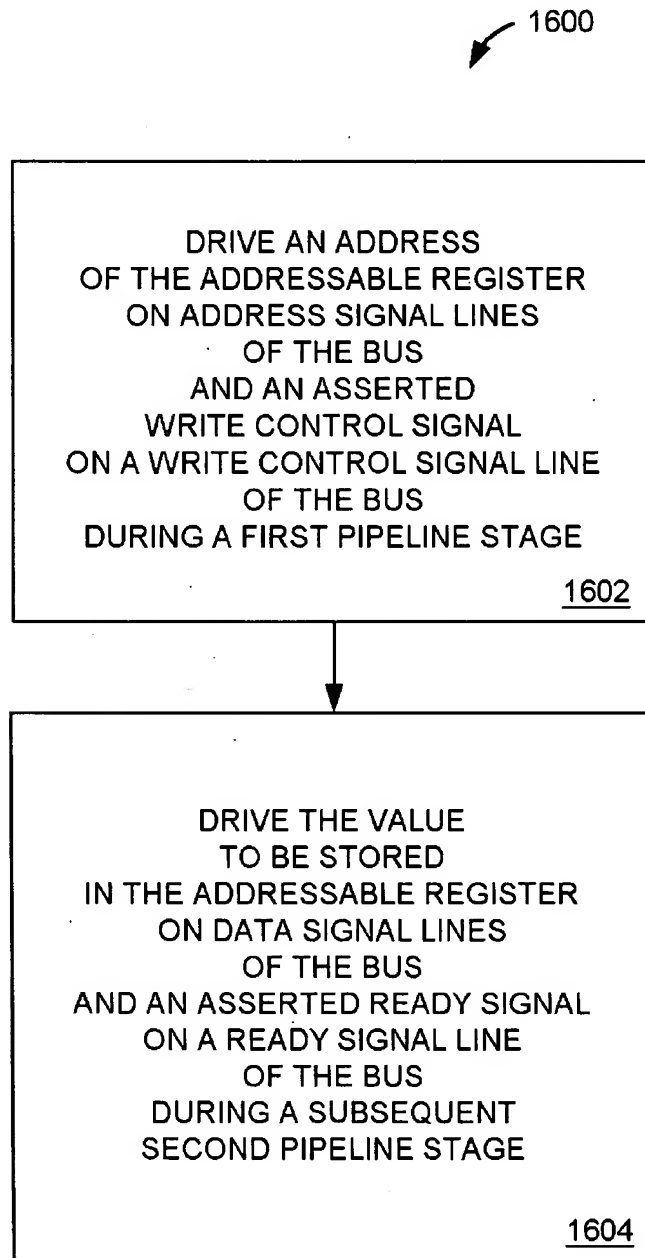 1600
DRIVE AN ADDRESS
OF THE ADDRESSABLE REGISTER
ON ADDRESS SIGNAL LINES
OF THE BUS
AND AN ASSERTED
WRITE CONTROL SIGNAL
ON A WRITE CONTROL SIGNAL LINE
OF THE BUS
DURING A FIRST PIPELINE STAGE
1602
DRIVE THE VALUE
TO BE STORED
IN THE ADDRESSABLE REGISTER
ON DATA SIGNAL LINES
OF THE BUS
AND AN ASSERTED READY SIGNAL
ON A READY SIGNAL LINE
OF THE BUS
DURING A SUBSEQUENT
SECOND PIPELINE STAGE
1604